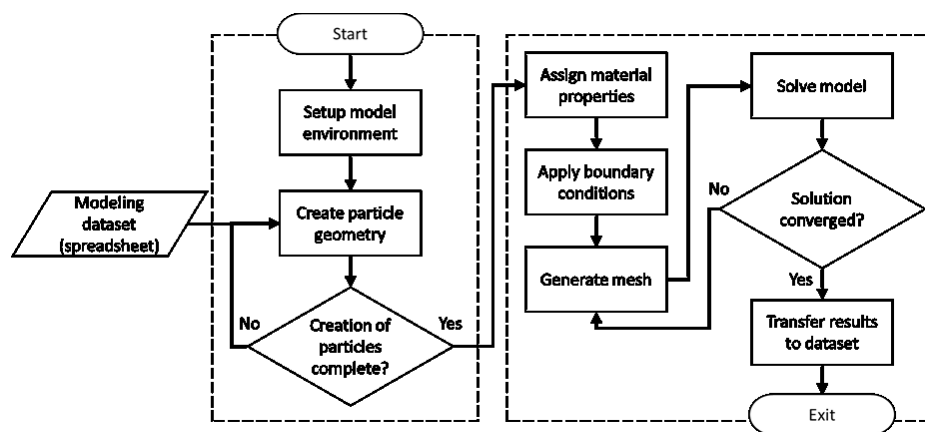 Start
Setup model
environment
Modeling
dataset
(spreadsheet)
Create particle
geometry
No
Creation of
particles
complete?
Yes
Assign material
properties
Apply boundary
conditions
Generate mesh
Solve model
No
Solution
converged?
Yes
Transfer results
to dataset
Exit